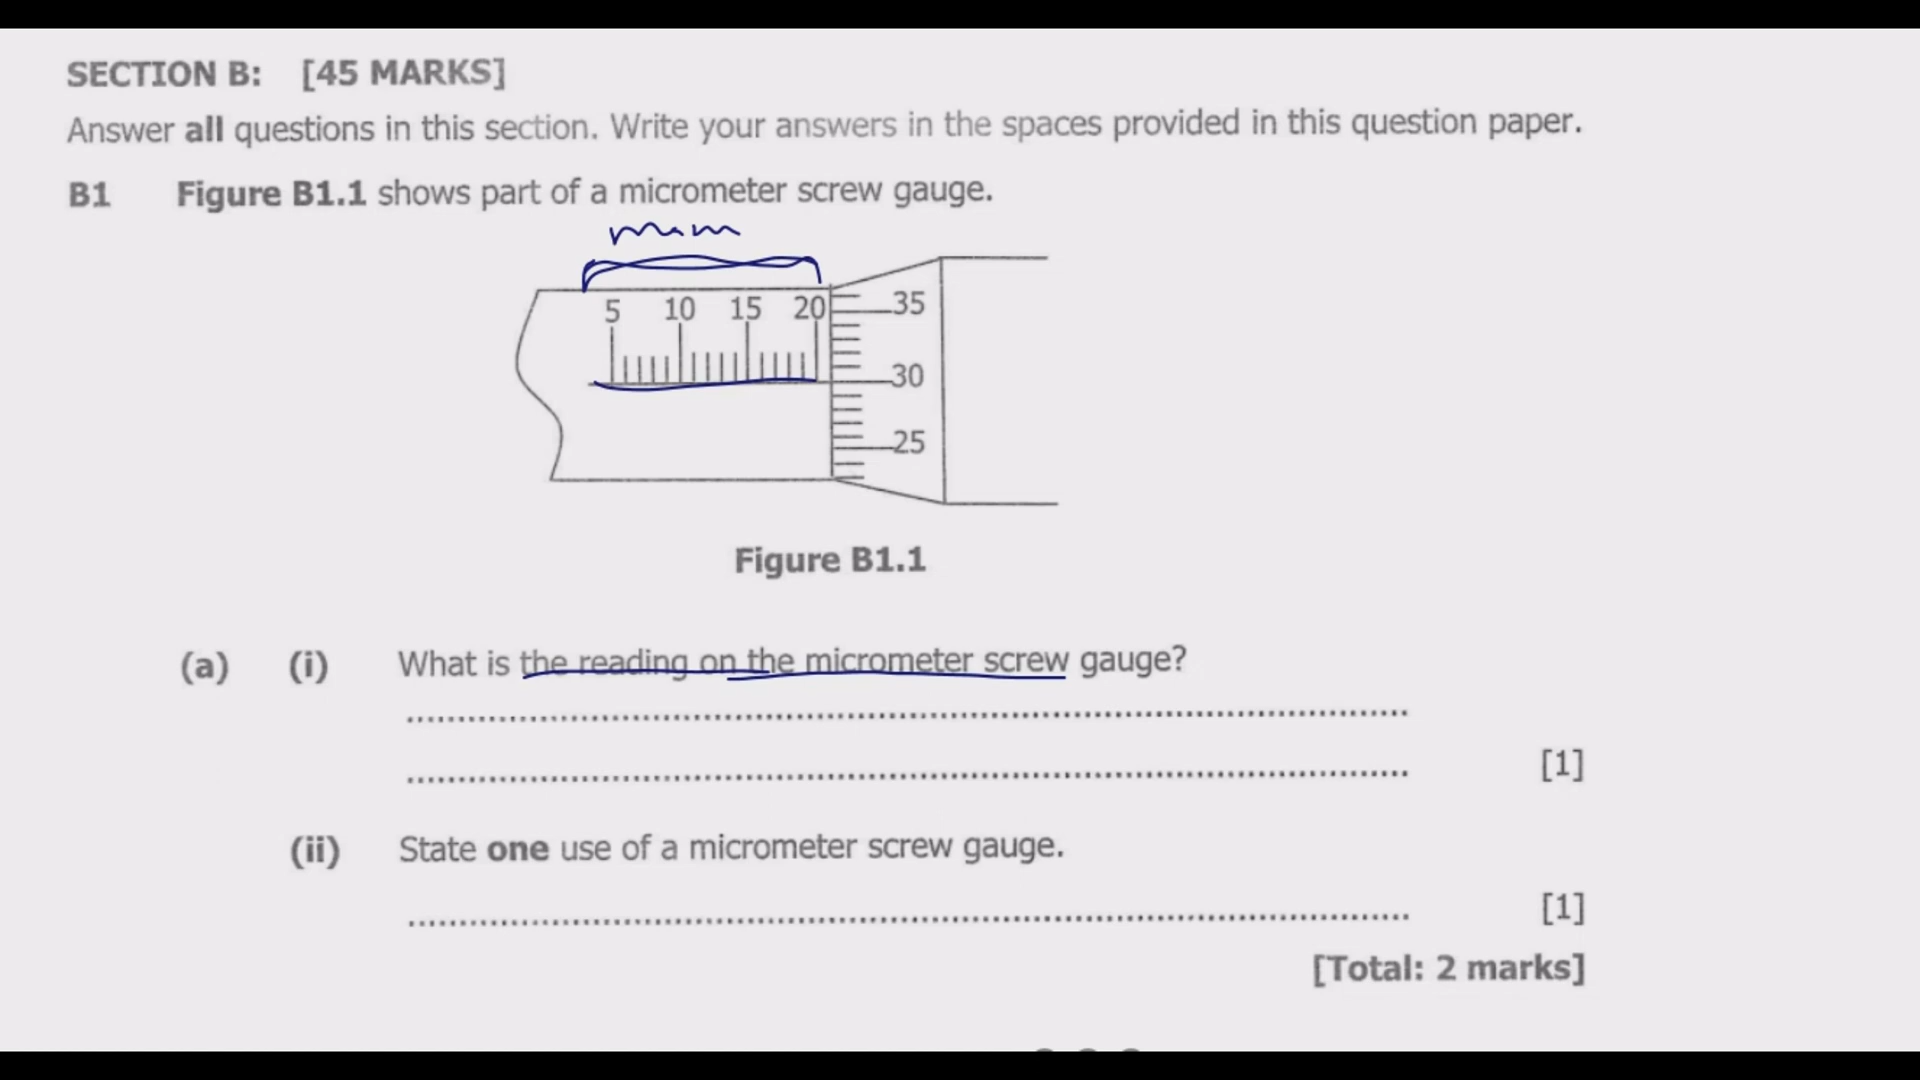 SECTION B: [45 MARKS]
Answer all questions in this section. Write your answers in the spaces provided in this question paper.
B1 Figure B1.1 shows part of a micrometer screw gauge.
mm
5 10 15 20
35
30
25
Figure B1.1
(a) (i) What is the reading on the micrometer screw gauge?
[1]
(ii) State one use of a micrometer screw gauge.
[1]
[Total: 2 marks]